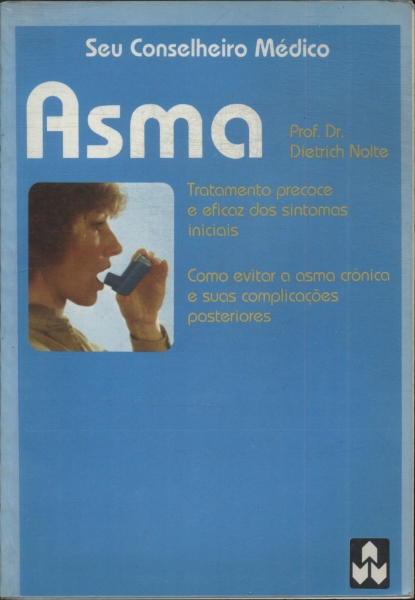 Seu Conselheiro Médico
Asma
Prof. Dr.
Dietrich Nolte
Tratamento precoce
e eficaz dos sintomas
iniciais
Como evitar a asma crônica
e suas complicações
posteriores